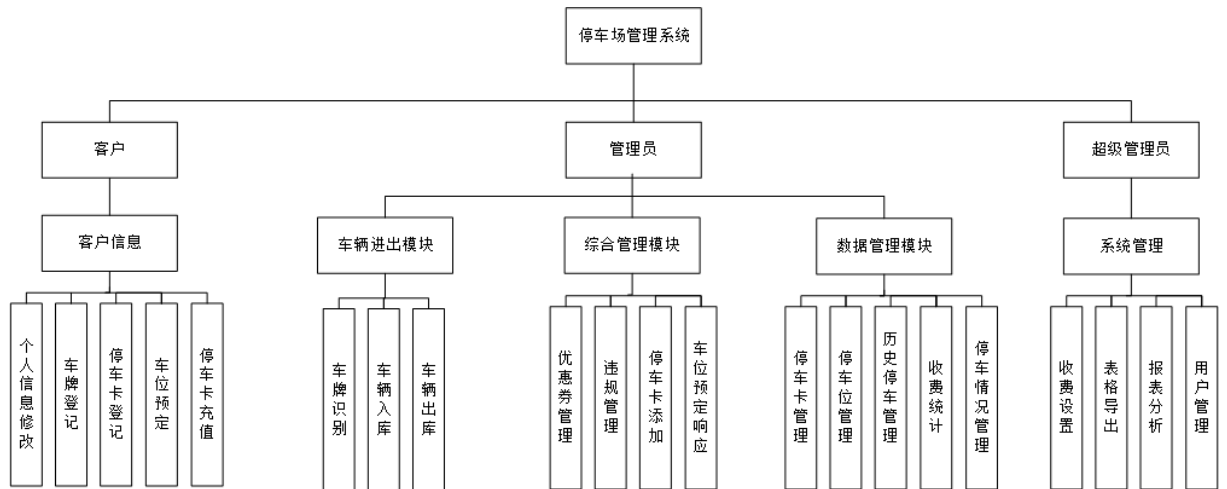 停车场管理系统
客户
管理员
超级管理员
客户信息
车辆进出模块
综合管理模块
数据管理模块
系统管理
个人信息修改
车牌登记
停车卡登记
车位预定
停车卡充值
车牌识别
车辆入库
车辆出库
优惠券管理
违规管理
停车卡添加
车位预定响应
停车卡管理
停车位管理
历史停车管理
收费统计
停车情况管理
收费设置
表格导出
报表分析
用户管理